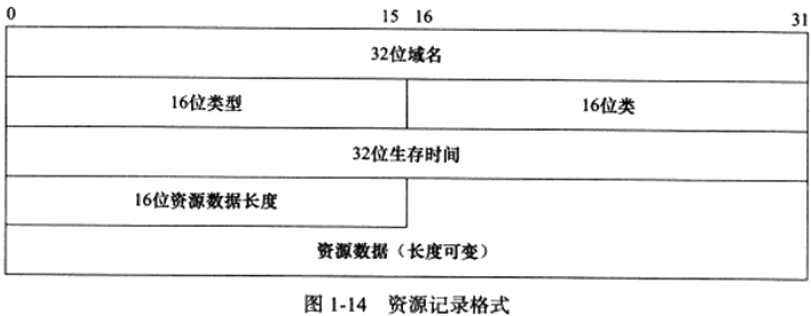 0 15 16 31
32位域名
16位类型 16位类
32位生存时间
16位资源数据长度
资源数据（长度可变）
图 1-14 资源记录格式